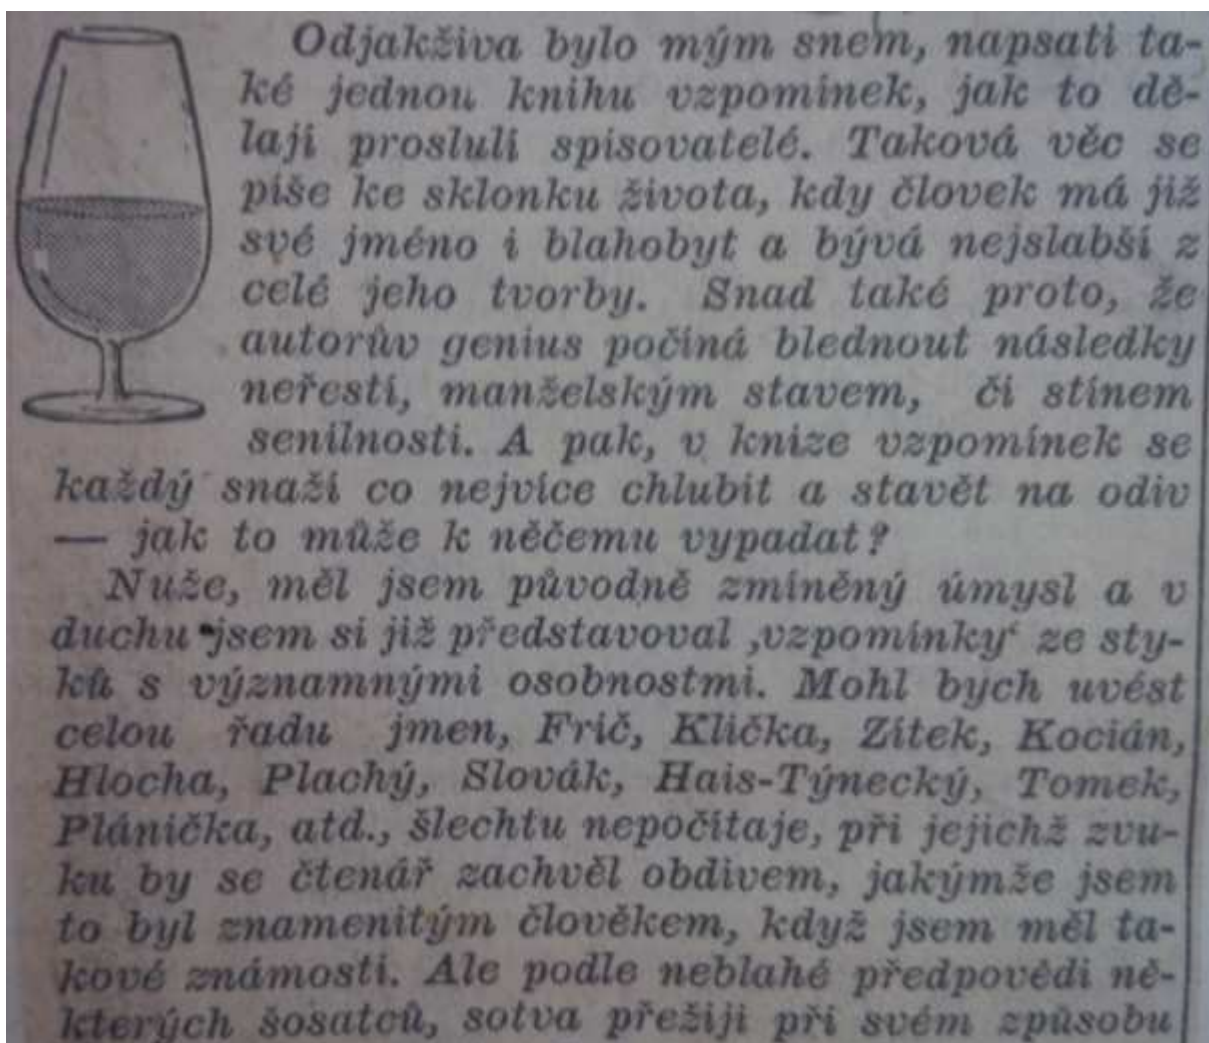 Odjakživa bylo mým snem, napsati ta-
ké jednou knihu vzpomínek, jak to dě-
lají proslulí spisovatelé. Taková věc se
píše ke sklonku života, kdy človek má již
své jméno i blahobyt a bývá nejslabší z
celé jeho tvorby. Snad také proto, že
autorův genius počíná blednout následky
neřestí, manželským stavem, či stínem
senilnosti. A pak, v knize vzpomínek se
každý snaží co nejvíce chlubit a stavět na odiv
— jak to může k něčemu vypadat?
Nuže, měl jsem původně zmíněný úmysl a v
duchu jsem si již představoval ‚vzpomínky‘ ze sty-
ků s významnými osobnostmi. Mohl bych uvést
celou řadu jmen, Frič, Klička, Zítek, Kocián,
Hlocha, Plachý, Slovák, Hais-Týnecký, Tomek,
Plánička, atd., šlechtu nepočítaje, při jejichž zvu-
ku by se čtenář zachvěl obdivem, jakýmže jsem
to byl znamenitým člověkem, když jsem měl ta-
kové známosti. Ale podle neblahé předpovědi ně-
kterých šosatců, sotva přežiji při svém způsobu